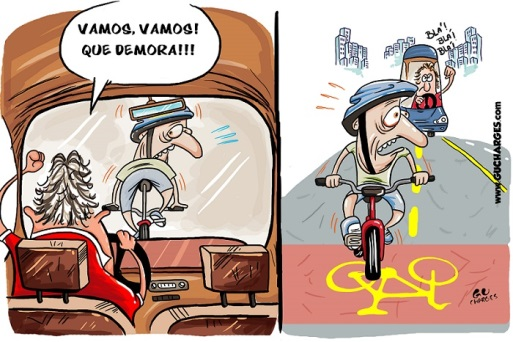 VAMOS, VAMOS!
QUE DEMORA!!!
BLA!
BLA!
BLA!
www.GUCHARGES.com
GU
CHARGES